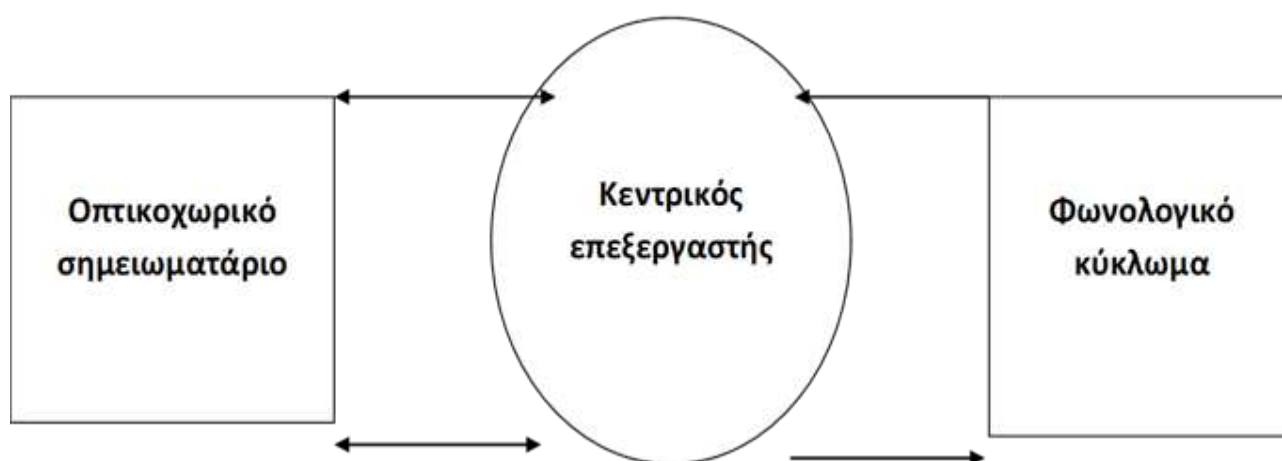 Οπτικοχωρικό
σημειωματάριο
Κεντρικός
επεξεργαστής
Φωνολογικό
κύκλωμα